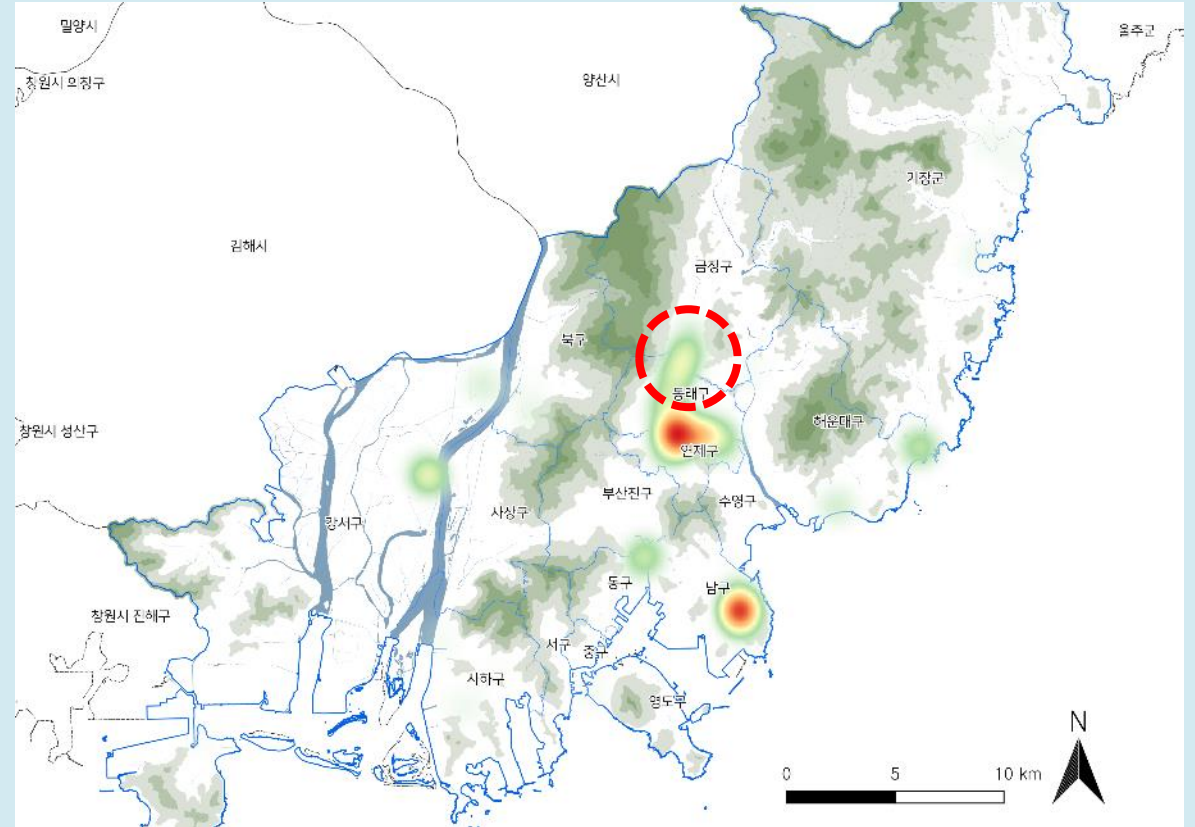 밀양시
울주군
양산시
창원시 의창구
기장군
김해시
금정구
북구
동래구
해운대구
창원시 성산구
연제구
부산진구
수영구
사상구
강서구
동구
남구
창원시 진해구
서구
중구
사하구
영도구
N
0 5 10 km